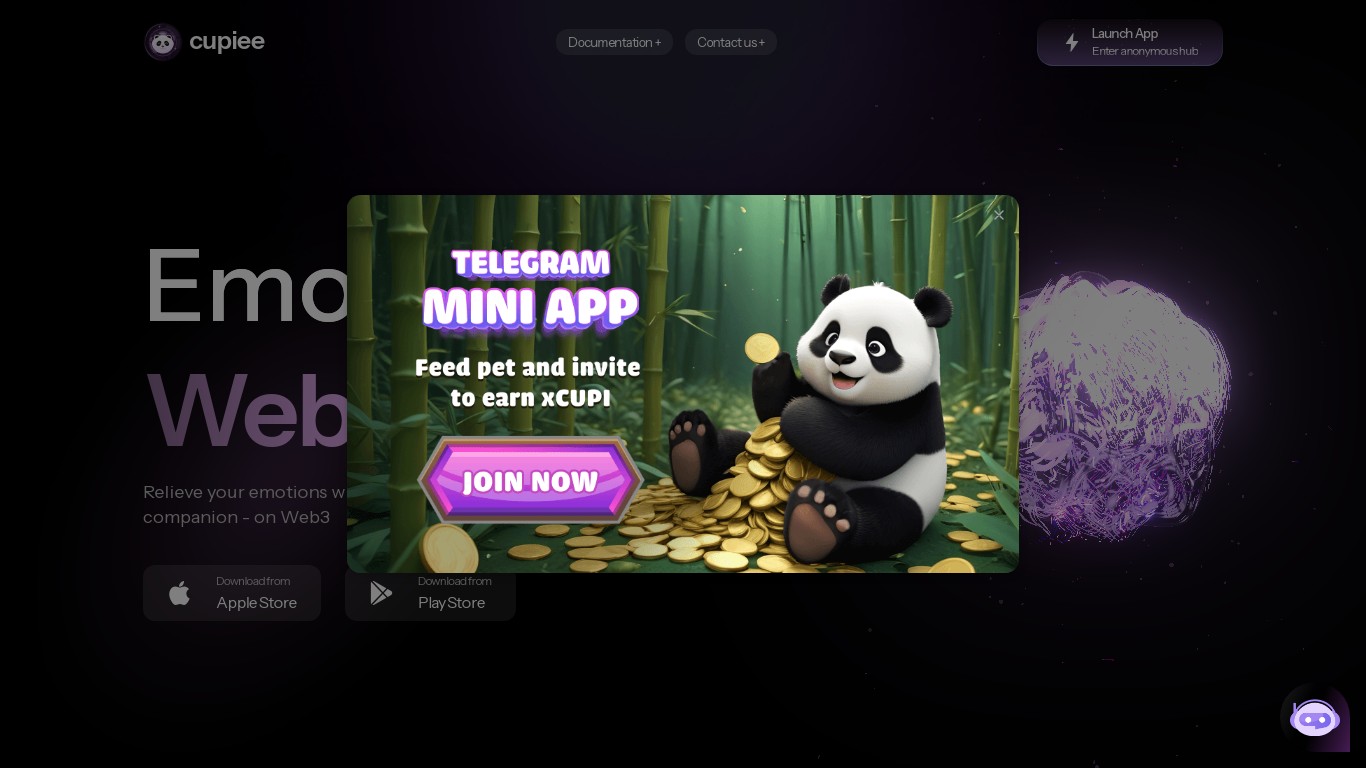 cupiee
Documentation +
Contact us +
Launch App
Enter anonymous hub
TELEGRAM
MINI APP
Feed pet and invite
to earn xCUPI
JOIN NOW
Emo
Web
Relieve your emotions w
companion - on Web3
Download from
Apple Store
Download from
Play Store